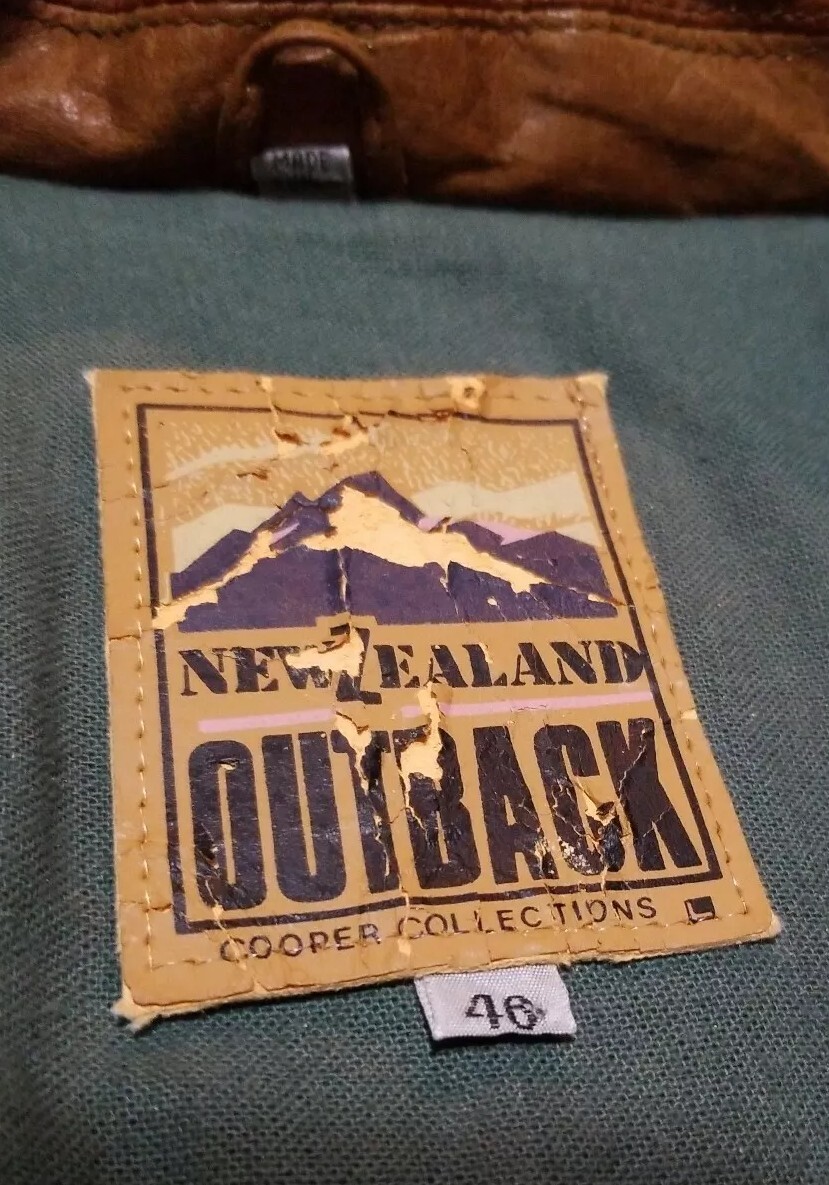 MADE
NEW ZEALAND
OUTBACK
COOPER COLLECTIONS L
46